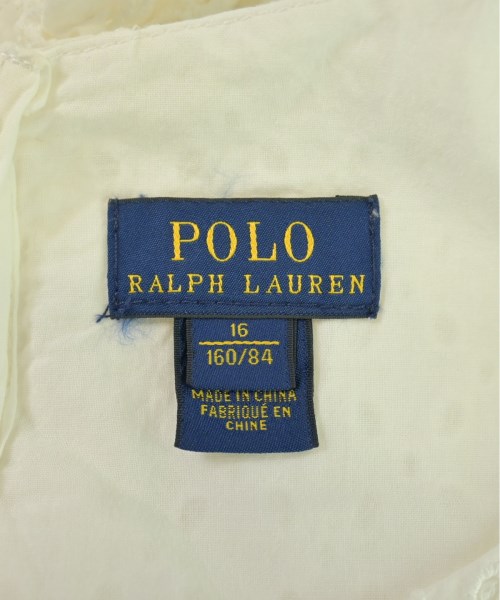 POLO
RALPH LAUREN
16
160/84
MADE IN CHINA
FABRIQUÉ EN
CHINE